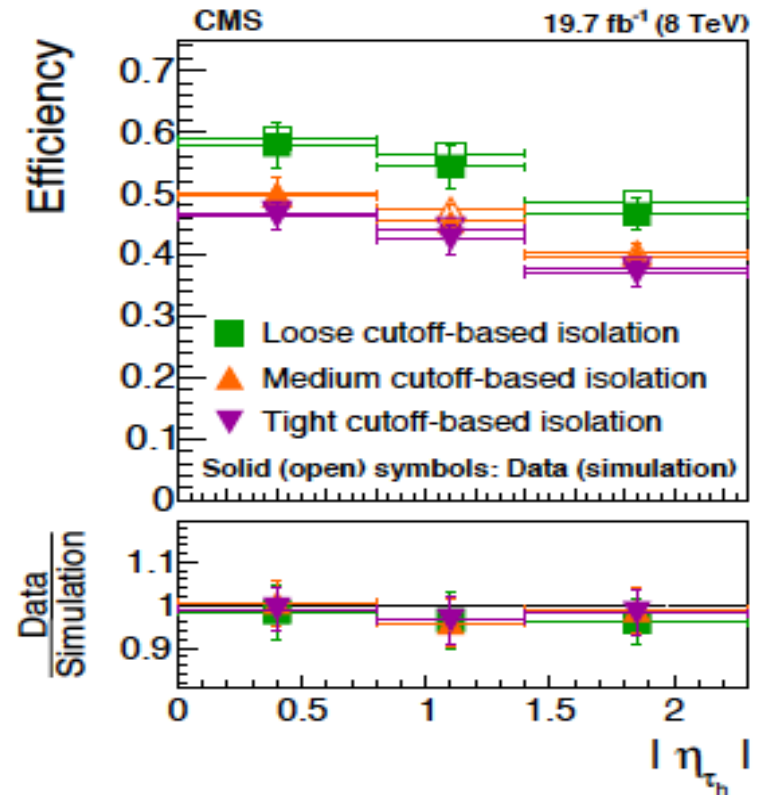 CMS 19.7 fb⁻¹ (8 TeV)
Efficiency
0.7
0.6
0.5
0.4
0.3
0.2
0.1
0
Loose cutoff-based isolation
Medium cutoff-based isolation
Tight cutoff-based isolation
Solid (open) symbols: Data (simulation)
Data
Simulation
1.1
1
0.9
0 0.5 1 1.5 2
| η_τ_h |